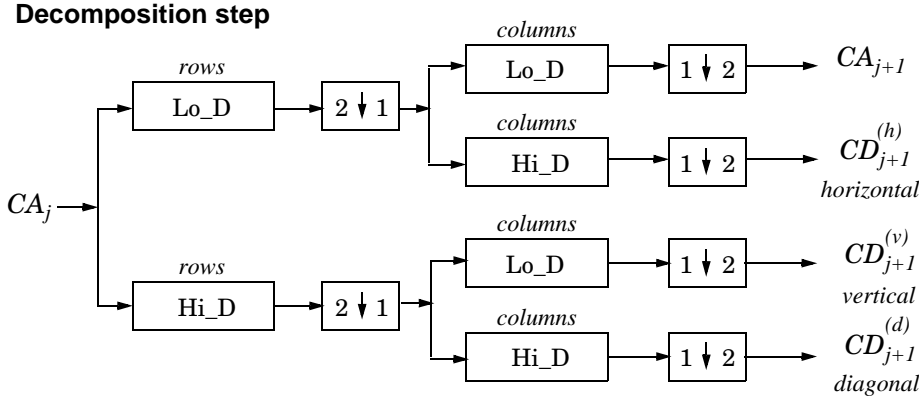 Decomposition step
columns
rows
Lo_D
1 ↓ 2
CA_{j+1}
Lo_D
2 ↓ 1
columns
Hi_D
1 ↓ 2
CD_{j+1}^{(h)}
horizontal
CA_j
columns
rows
Lo_D
1 ↓ 2
CD_{j+1}^{(v)}
Hi_D
2 ↓ 1
vertical
columns
Hi_D
1 ↓ 2
CD_{j+1}^{(d)}
diagonal